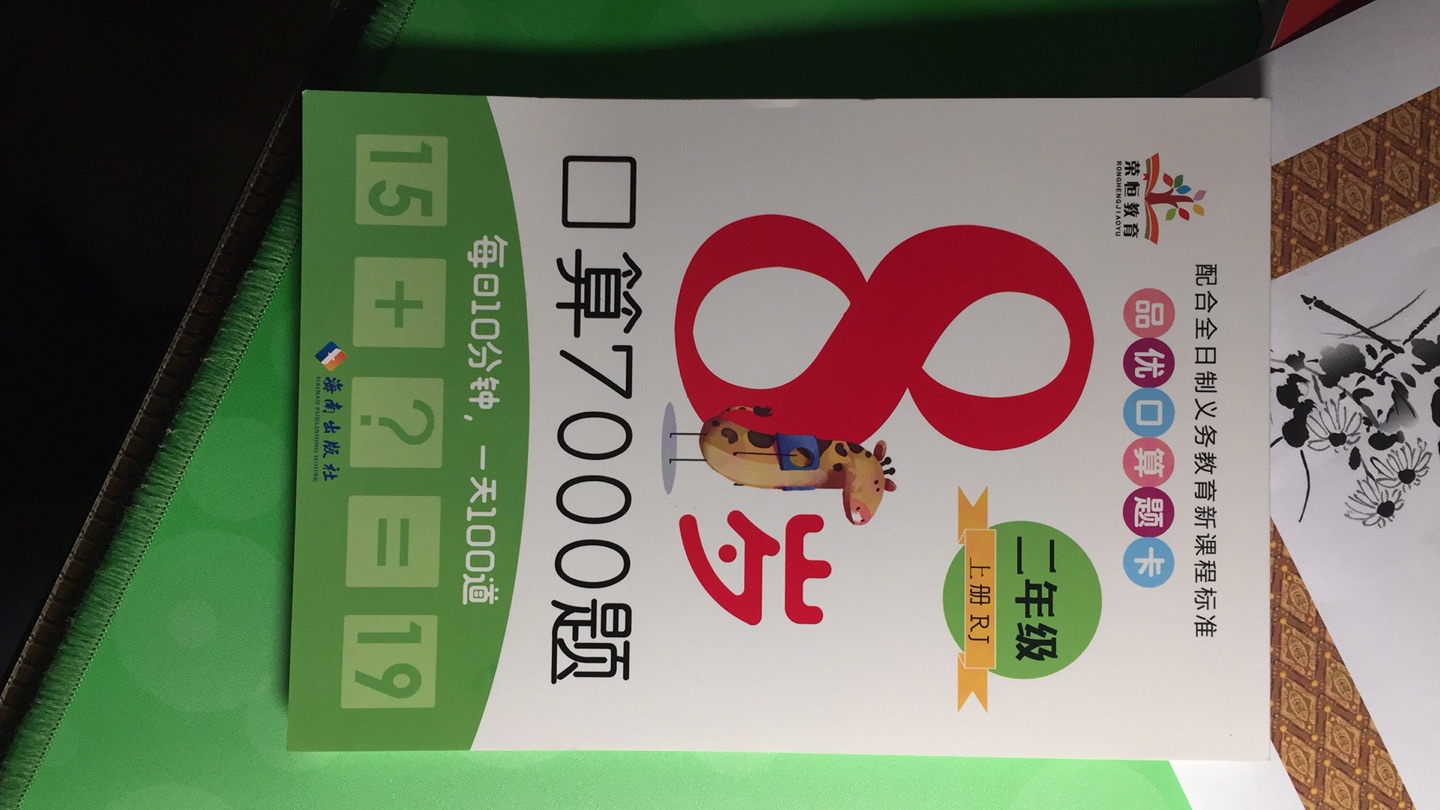 荣恒教育
RONGHENGJIAOYU
配合全日制义务教育新课程标准
品优口算题卡
二年级
上册 RJ
8岁
口算7000题
每日10分钟，一天100道
15+?=19
海南出版社
HAINAN PUBLISHING HOUSE